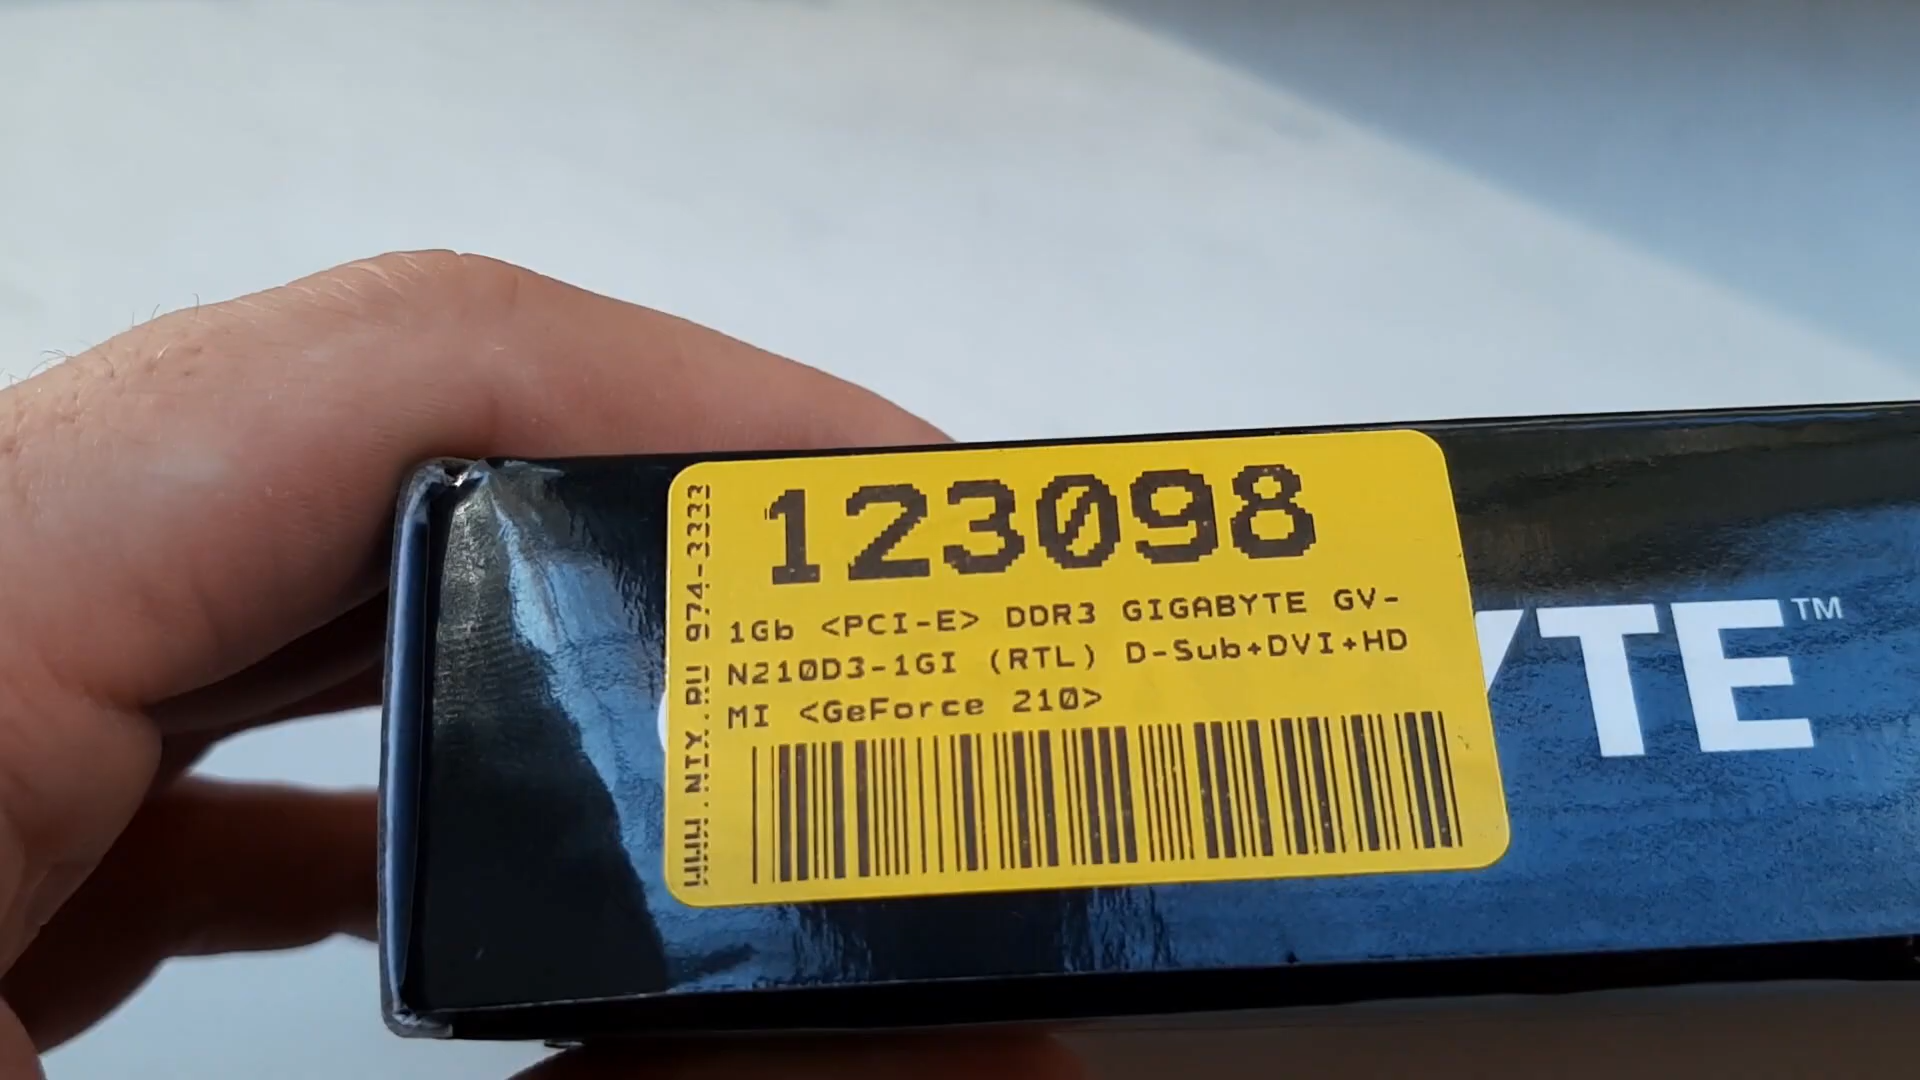 123098
1Gb <PCI-E> DDR3 GIGABYTE GV-
N210D3-1GI (RTL) D-Sub+DVI+HD
MI <GeForce 210>
WWW.NIX.RU 974-3333
YTE™